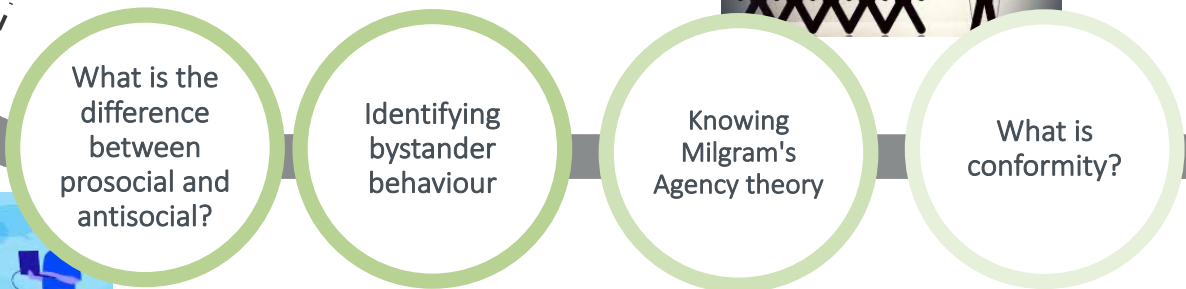 What is the
difference
between
prosocial and
antisocial?
Identifying
bystander
behaviour
Knowing
Milgram's
Agency theory
What is
conformity?